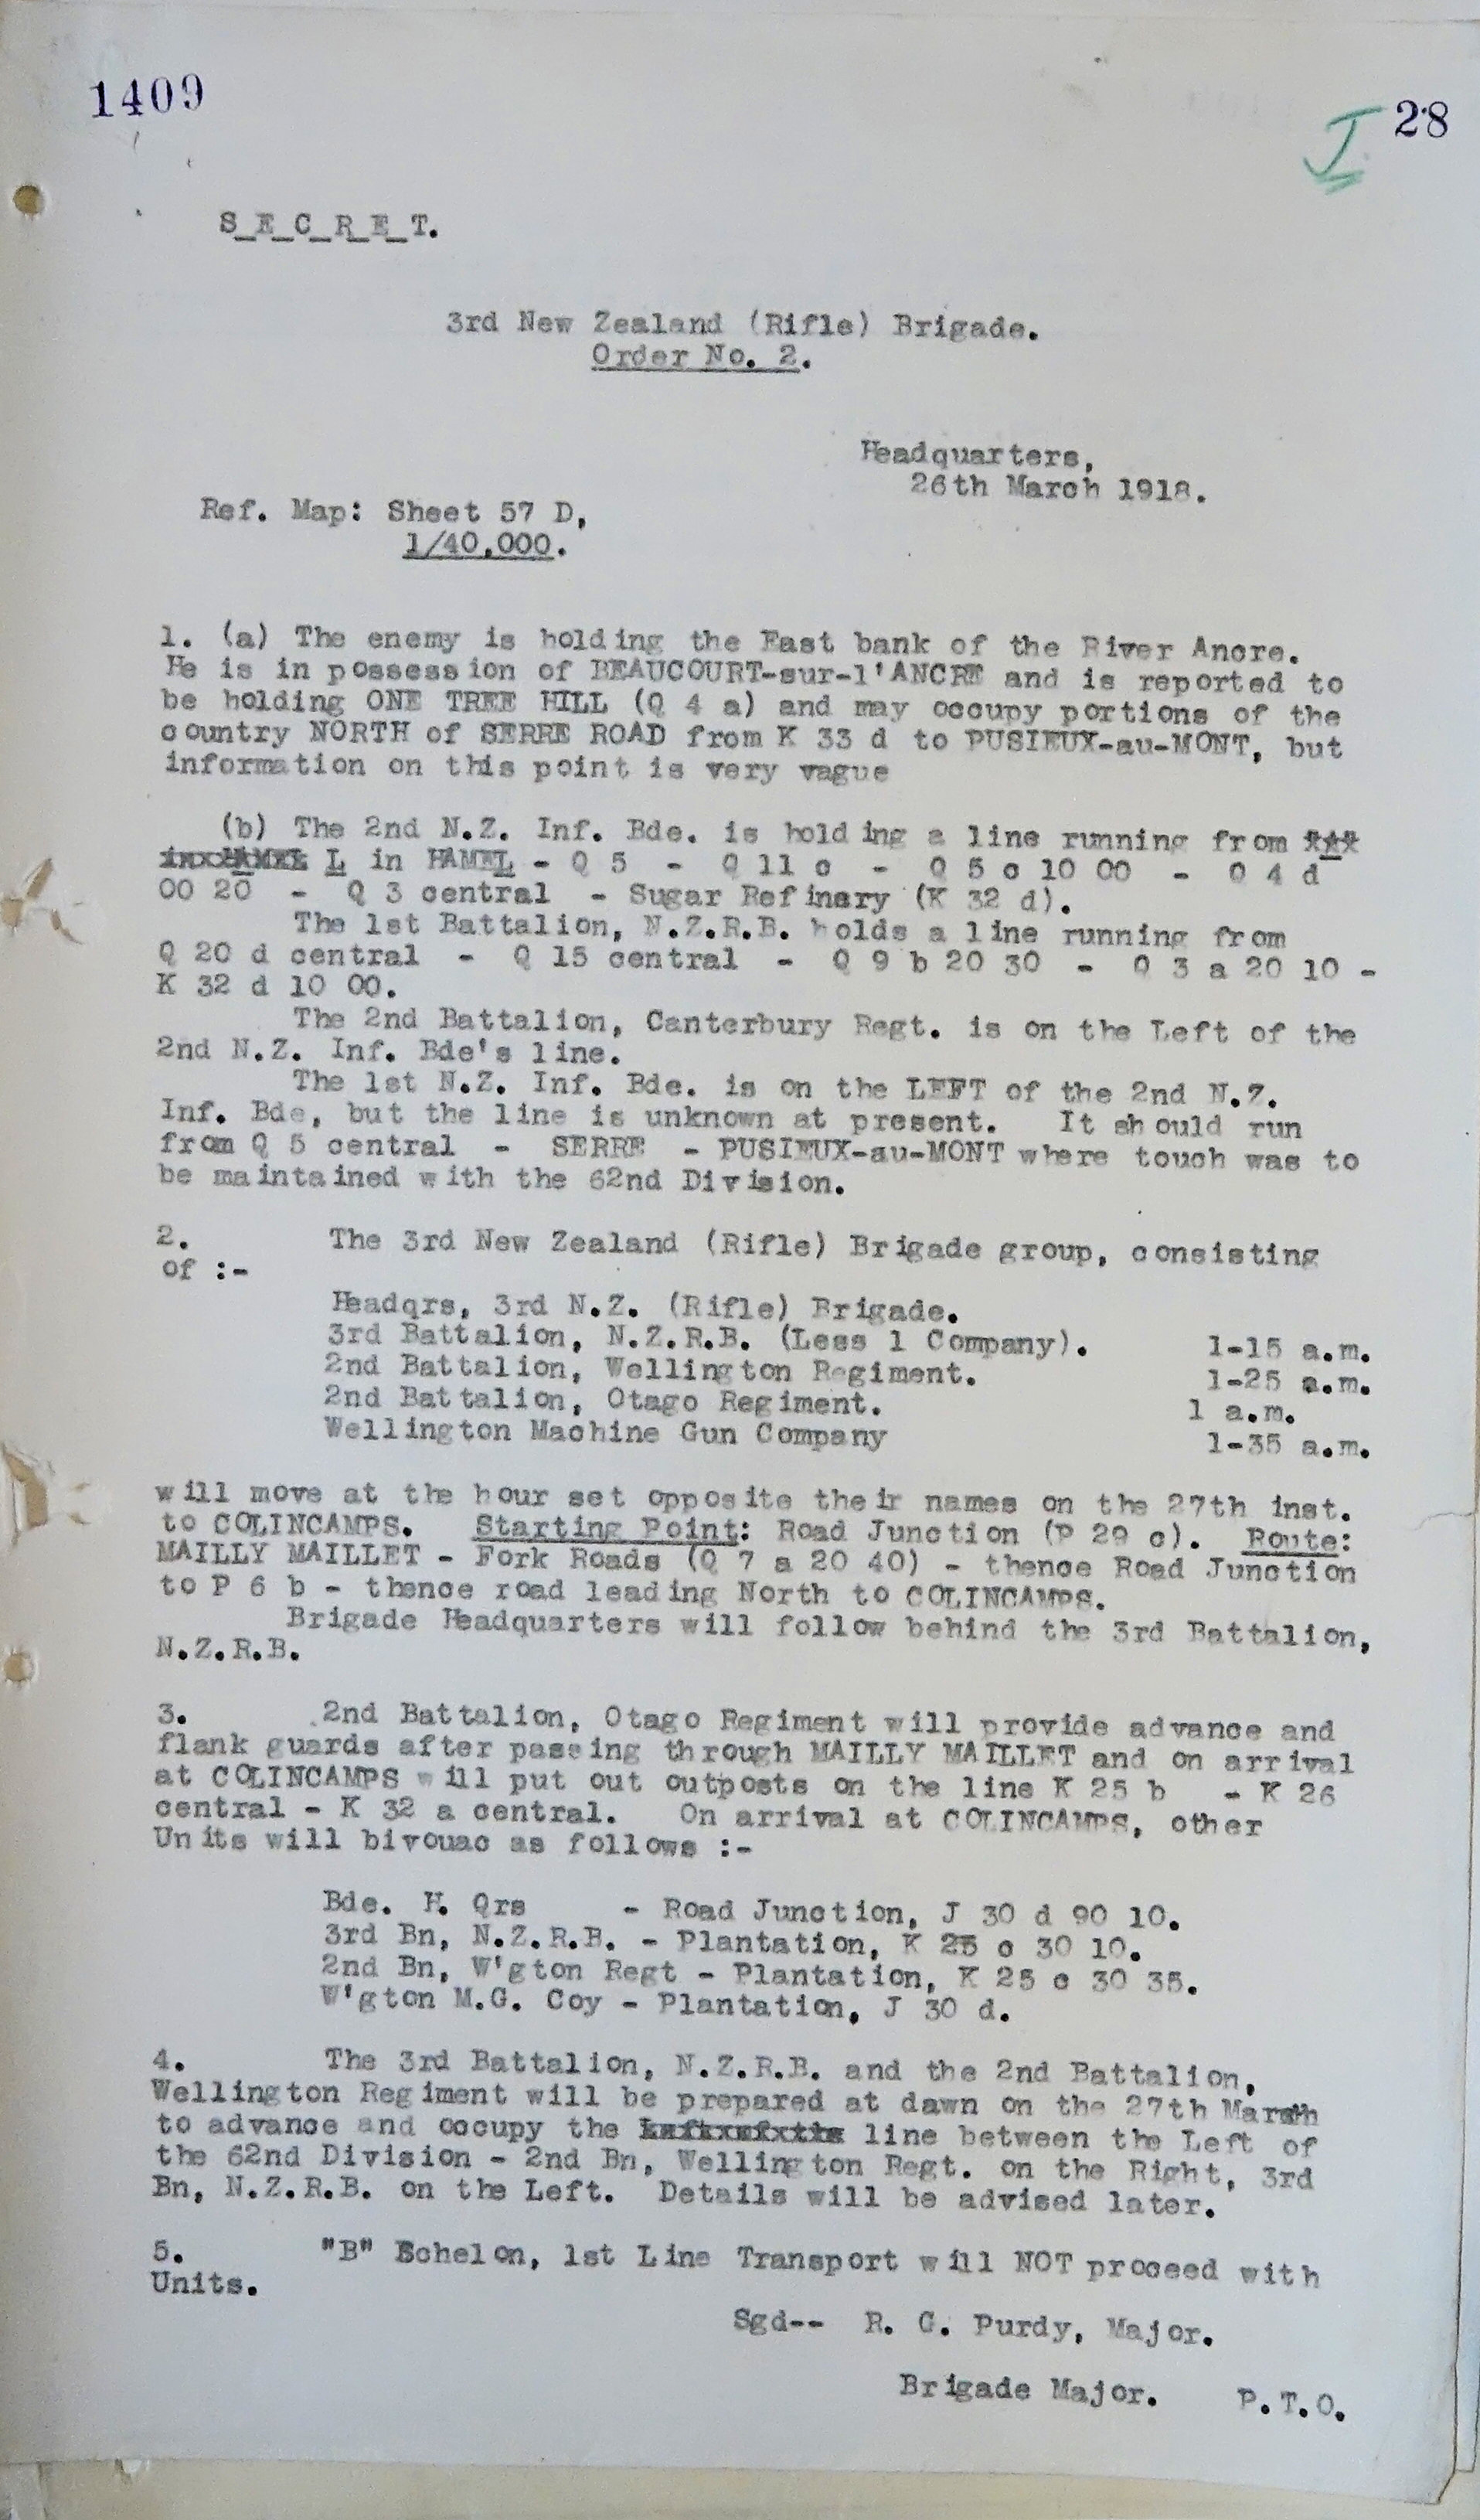 1409
I 28
S_E_C_R_E_T.
3rd New Zealand (Rifle) Brigade.
Order No. 2.
Headquarters,
26th March 1918.
Ref. Map: Sheet 57 D,
1/40,000.
1. (a) The enemy is holding the East bank of the River Ancre.
He is in possession of BEAUCOURT-sur-l'ANCRE and is reported to
be holding ONE TREE HILL (Q 4 a) and may occupy portions of the
country NORTH of SERRE ROAD from K 33 d to PUSIEUX-au-MONT, but
information on this point is very vague
(b) The 2nd N.Z. Inf. Bde. is holding a line running from
L in HAMEL - Q 5 - Q 11 c - Q 5 c 10 00 - Q 4 d
00 20 - Q 3 central - Sugar Refinery (K 32 d).
The 1st Battalion, N.Z.R.B. holds a line running from
Q 20 d central - Q 15 central - Q 9 b 20 30 - Q 3 a 20 10 -
K 32 d 10 00.
The 2nd Battalion, Canterbury Regt. is on the Left of the
2nd N.Z. Inf. Bde's line.
The 1st N.Z. Inf. Bde. is on the LEFT of the 2nd N.Z.
Inf. Bde, but the line is unknown at present. It should run
from Q 5 central - SERRE - PUSIEUX-au-MONT where touch was to
be maintained with the 62nd Division.
2. The 3rd New Zealand (Rifle) Brigade group, consisting
of :-
Headqrs, 3rd N.Z. (Rifle) Brigade.
3rd Battalion, N.Z.R.B. (Less 1 Company). 1-15 a.m.
2nd Battalion, Wellington Regiment. 1-25 a.m.
2nd Battalion, Otago Regiment. 1 a.m.
Wellington Machine Gun Company 1-35 a.m.
will move at the hour set opposite their names on the 27th inst.
to COLINCAMPS. Starting Point: Road Junction (P 29 c). Route:
MAILLY MAILLET - Fork Roads (Q 7 a 20 40) - thence Road Junction
to P 6 b - thence road leading North to COLINCAMPS.
Brigade Headquarters will follow behind the 3rd Battalion,
N.Z.R.B.
3. 2nd Battalion, Otago Regiment will provide advance and
flank guards after passing through MAILLY MAILLET and on arrival
at COLINCAMPS will put out outposts on the line K 25 b - K 26
central - K 32 a central. On arrival at COLINCAMPS, other
Units will bivouac as follows :-
Bde. H. Qrs - Road Junction, J 30 d 90 10.
3rd Bn, N.Z.R.B. - Plantation, K 25 c 30 10.
2nd Bn, W'gton Regt - Plantation, K 25 c 30 35.
W'gton M.G. Coy - Plantation, J 30 d.
4. The 3rd Battalion, N.Z.R.B. and the 2nd Battalion,
Wellington Regiment will be prepared at dawn on the 27th March
to advance and occupy the line between the Left of
the 62nd Division - 2nd Bn, Wellington Regt. on the Right, 3rd
Bn, N.Z.R.B. on the Left. Details will be advised later.
5. "B" Echelon, 1st Line Transport will NOT proceed with
Units.
Sgd-- R. G. Purdy, Major.
Brigade Major. P.T.O.